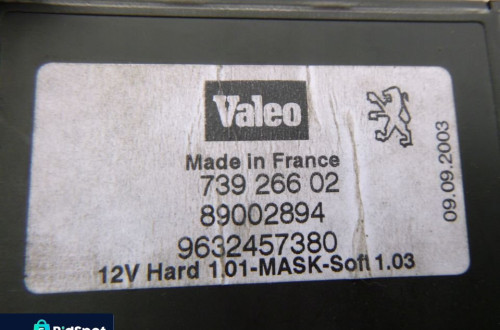 Valeo
Made in France
739 266 02
89002894
9632457380
12V Hard 1.01-MASK-Soft 1.03
09.09.2003
BidSpot